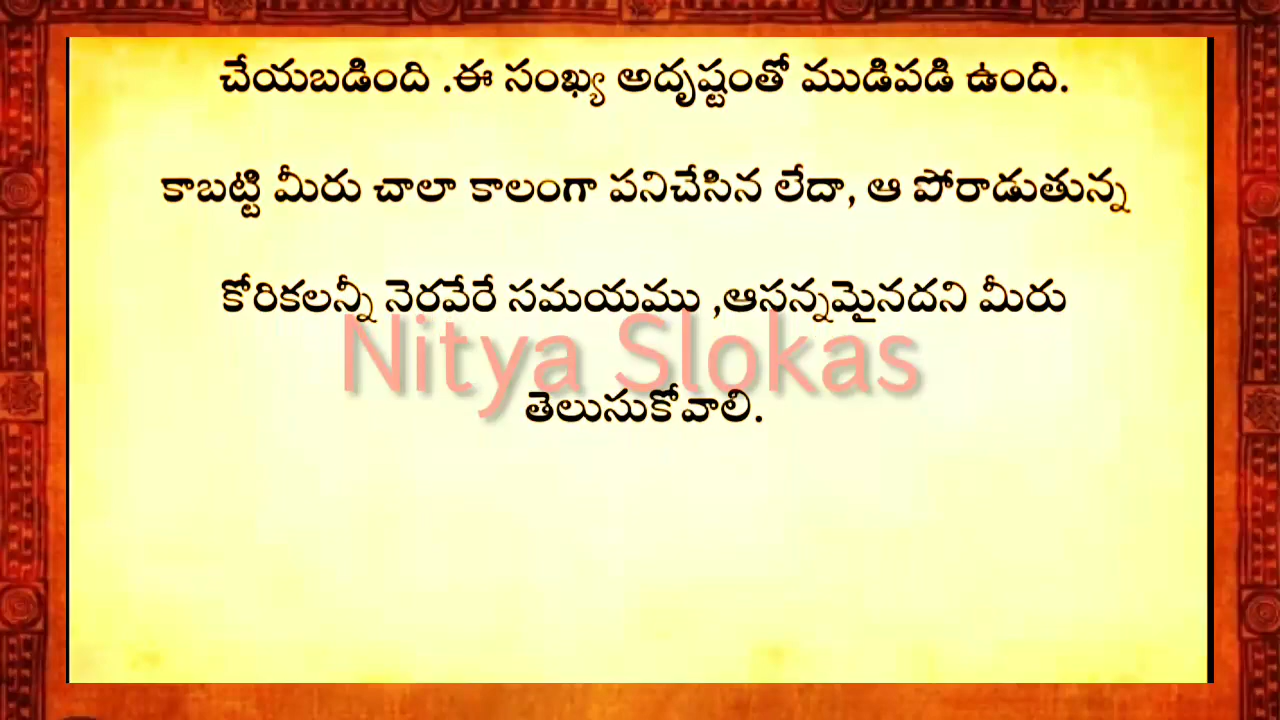 చేయబడింది .ఈ సంఖ్య అదృష్టంతో ముడిపడి ఉంది.
కాబట్టి మీరు చాలా కాలంగా పనిచేసిన లేదా, ఆ పోరాడుతున్న
కోరికలన్నీ నెరవేరే సమయము ,ఆసన్నమైనదని మీరు
Nitya Slokas
తెలుసుకోవాలి.